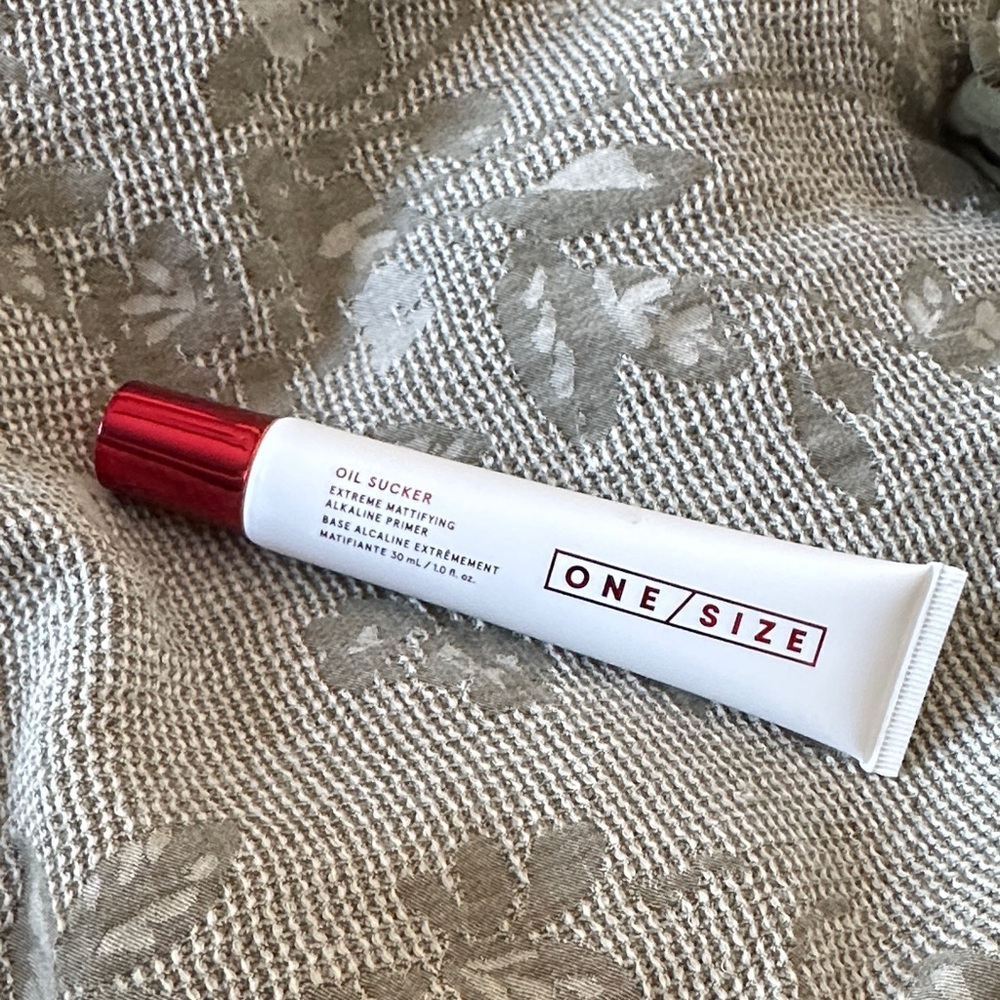 OIL SUCKER
EXTREME MATTIFYING
ALKALINE PRIMER
BASE ALCALINE EXTRÊMEMENT
MATIFIANTE 30 mL / 1.0 fl. oz.
ONE/SIZE